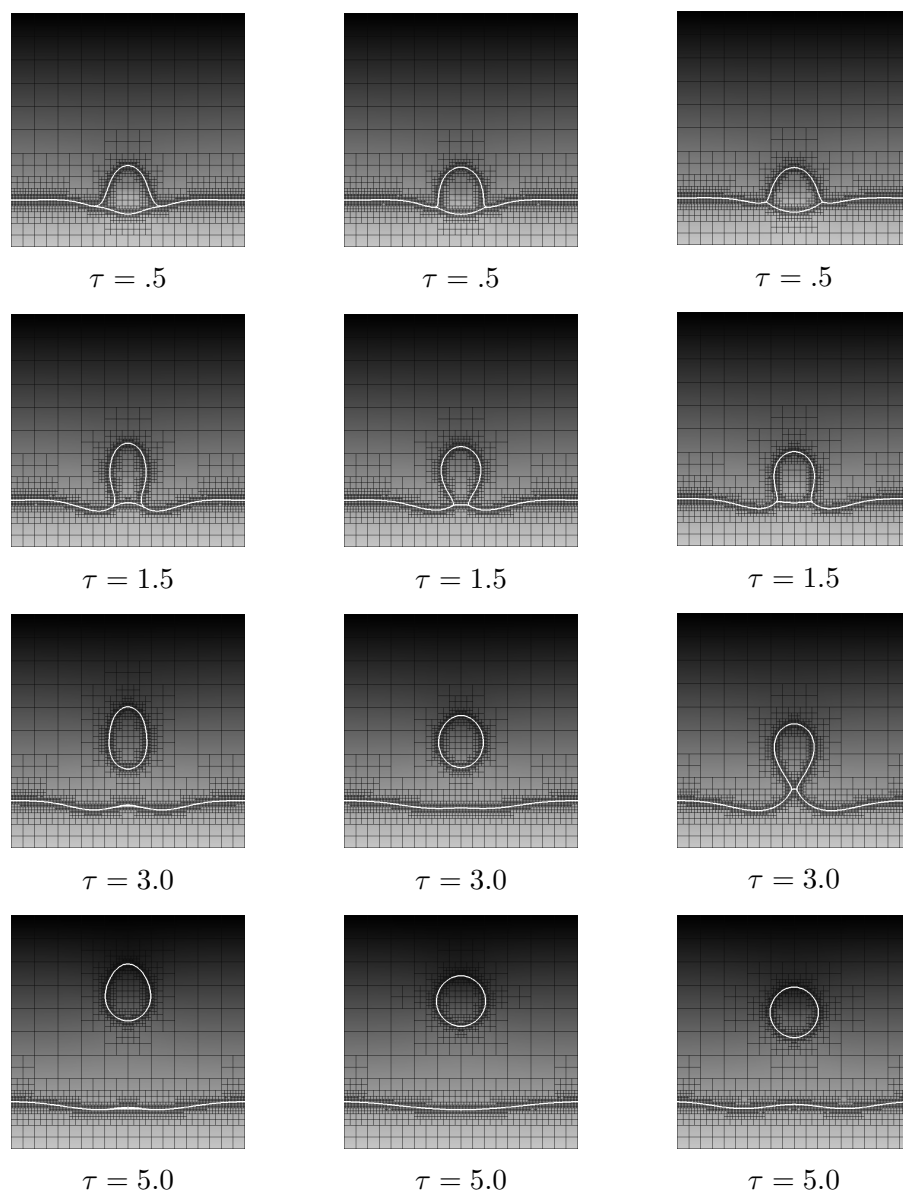 τ = .5 τ = .5 τ = .5
τ = 1.5 τ = 1.5 τ = 1.5
τ = 3.0 τ = 3.0 τ = 3.0
τ = 5.0 τ = 5.0 τ = 5.0